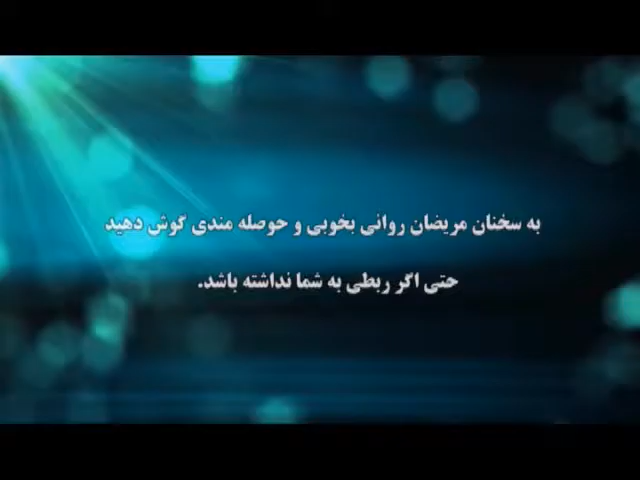 به سخنان مریضان روانی بخوبی و حوصله مندی گوش دهید
حتی اگر ربطی به شما نداشته باشد.